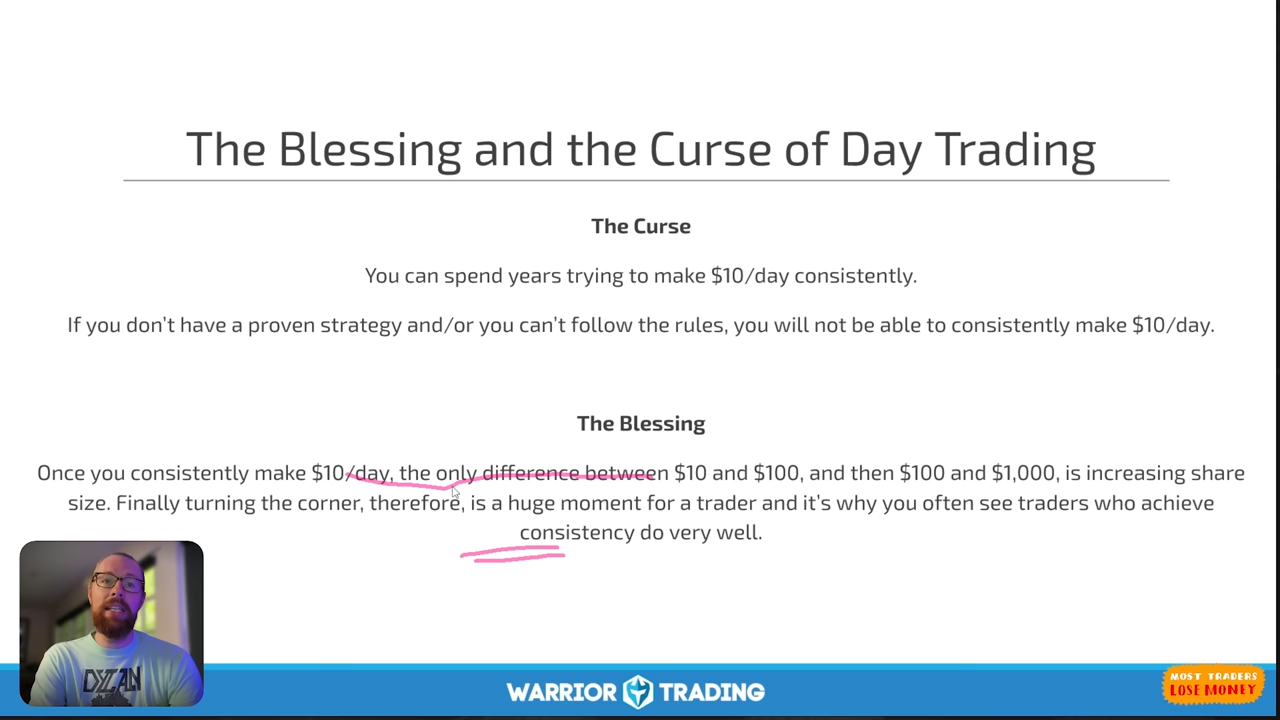 The Blessing and the Curse of Day Trading
The Curse
You can spend years trying to make $10/day consistently.
If you don't have a proven strategy and/or you can't follow the rules, you will not be able to consistently make $10/day.
The Blessing
Once you consistently make $10/day, the only difference between $10 and $100, and then $100 and $1,000, is increasing share
size. Finally turning the corner, therefore, is a huge moment for a trader and it's why you often see traders who achieve
consistency do very well.
WARRIOR TRADING
MOST TRADERS
LOSE MONEY